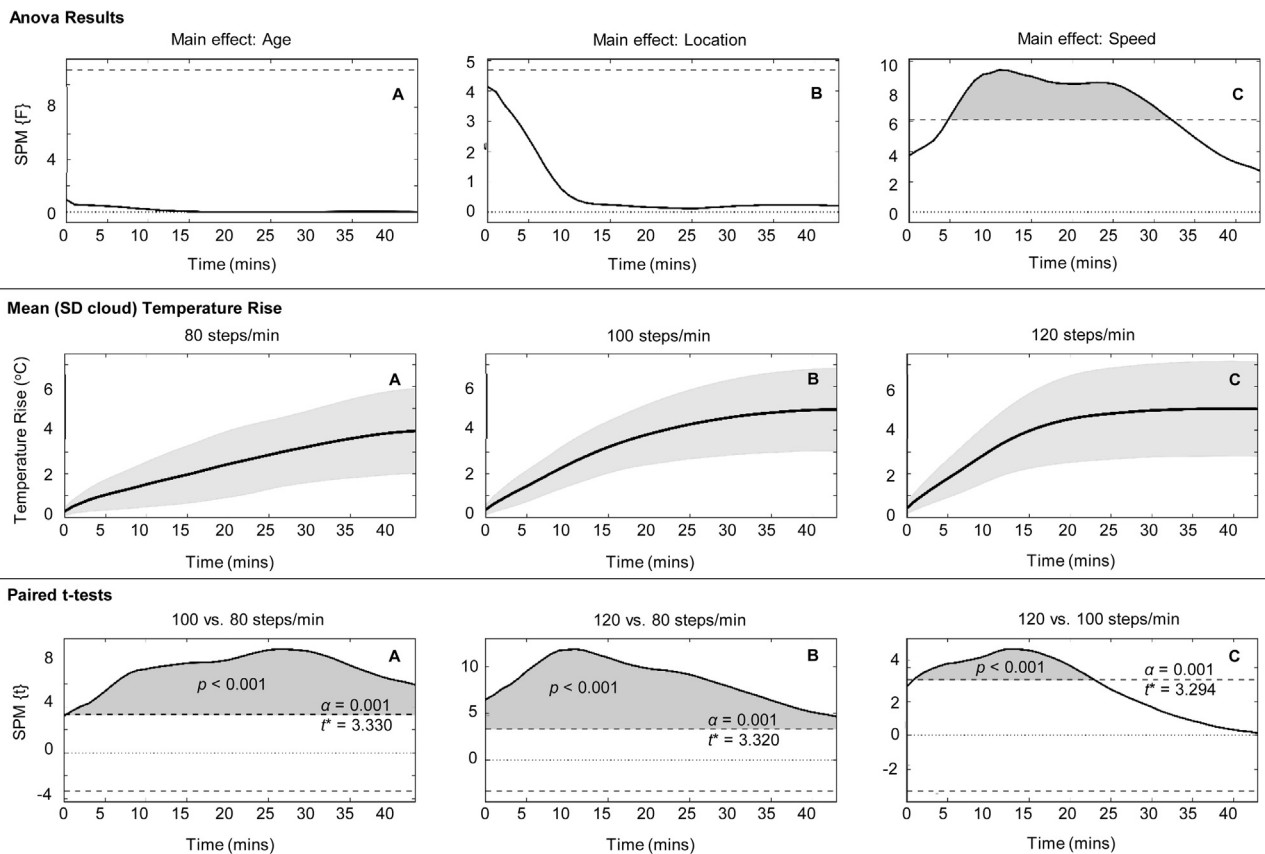 Anova Results
Main effect: Age
Main effect: Location
Main effect: Speed
SPM {F}
8
4
0
A
0 5 10 15 20 25 30 35 40
Time (mins)
5
4
3
2
1
0
B
0 5 10 15 20 25 30 35 40
Time (mins)
10
8
6
4
2
0
C
0 5 10 15 20 25 30 35 40
Time (mins)
Mean (SD cloud) Temperature Rise
80 steps/min
100 steps/min
120 steps/min
Temperature Rise (°C)
6
4
2
0
A
0 5 10 15 20 25 30 35 40
Time (mins)
6
4
2
0
B
0 5 10 15 20 25 30 35 40
Time (mins)
6
4
2
0
C
0 5 10 15 20 25 30 35 40
Time (mins)
Paired t-tests
100 vs. 80 steps/min
120 vs. 80 steps/min
120 vs. 100 steps/min
SPM {t}
8
4
0
-4
A
p < 0.001
α = 0.001
t* = 3.330
0 5 10 15 20 25 30 35 40
Time (mins)
10
5
0
B
p < 0.001
α = 0.001
t* = 3.320
0 5 10 15 20 25 30 35 40
Time (mins)
4
2
0
-2
C
p < 0.001
α = 0.001
t* = 3.294
0 5 10 15 20 25 30 35 40
Time (mins)